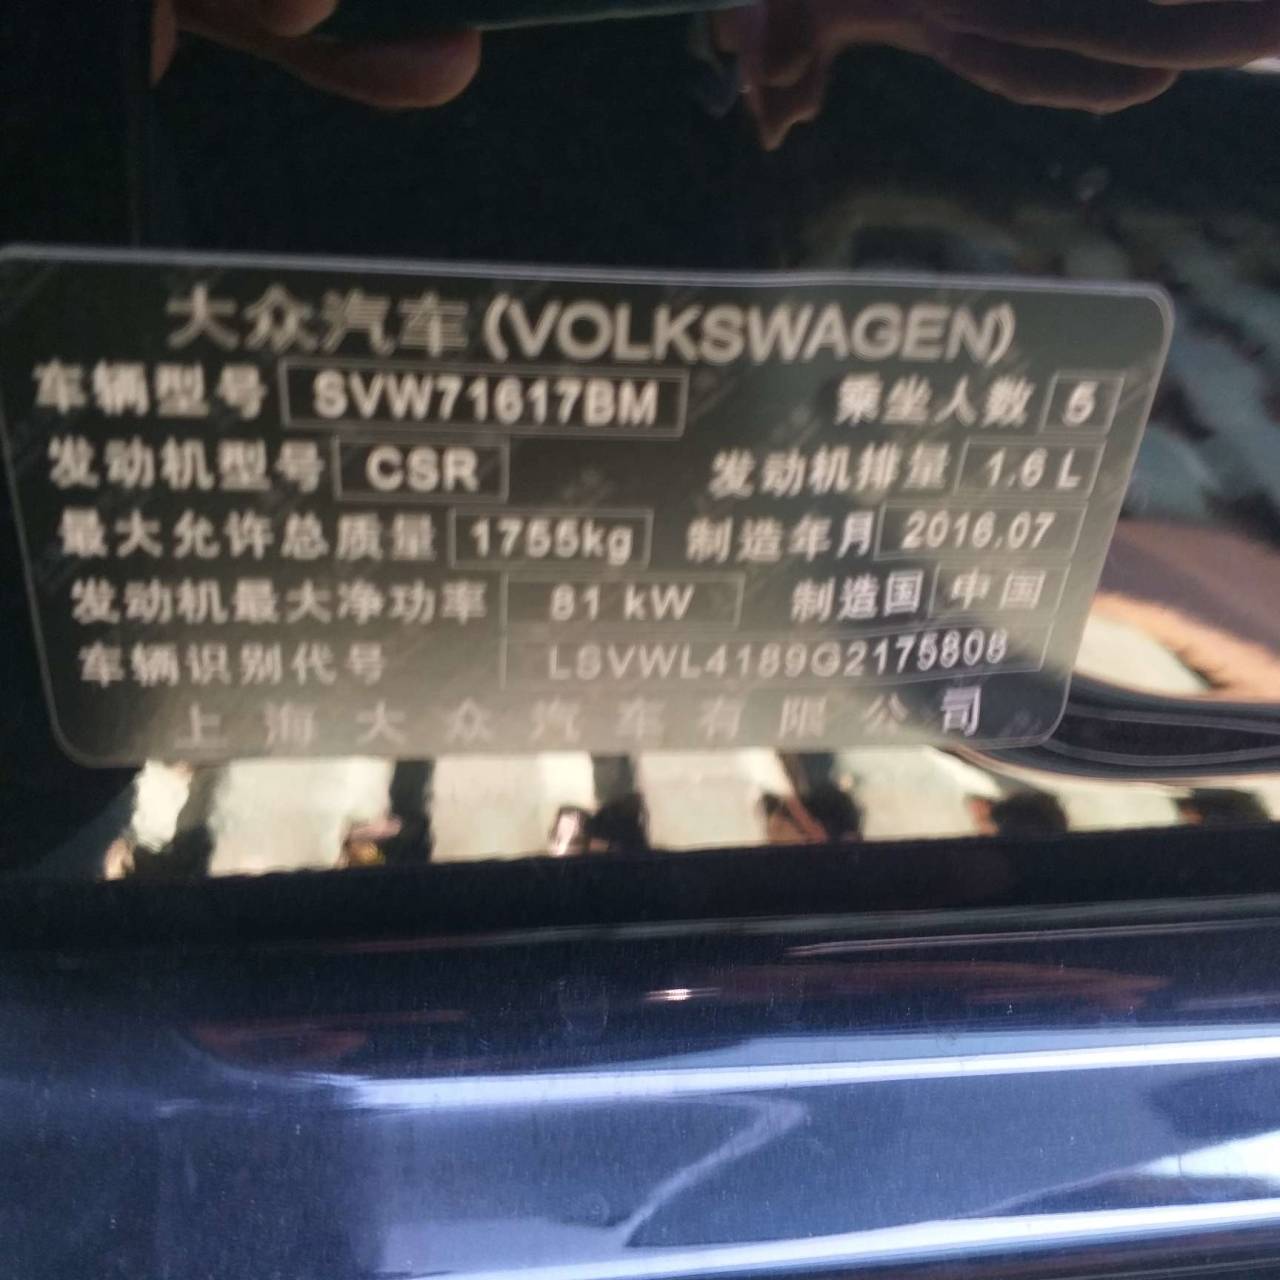 大众汽车(VOLKSWAGEN)
车辆型号 SVW71617BM 乘坐人数 5
发动机型号 CSR 发动机排量 1.6 L
最大允许总质量 1755kg 制造年月 2016.07
发动机最大净功率 81 kW 制造国 中国
车辆识别代号 LSVWL4189G2175808
上海大众汽车有限公司